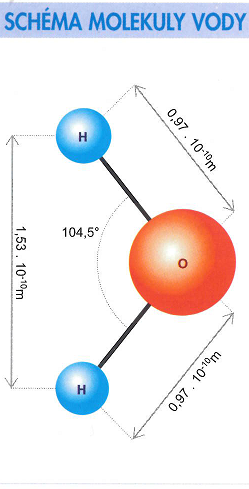 SCHÉMA MOLEKULY VODY
0,97 . 10⁻¹⁰m
H
1,53 . 10⁻¹⁰m
104,5°
O
H
0,97 . 10⁻¹⁰m